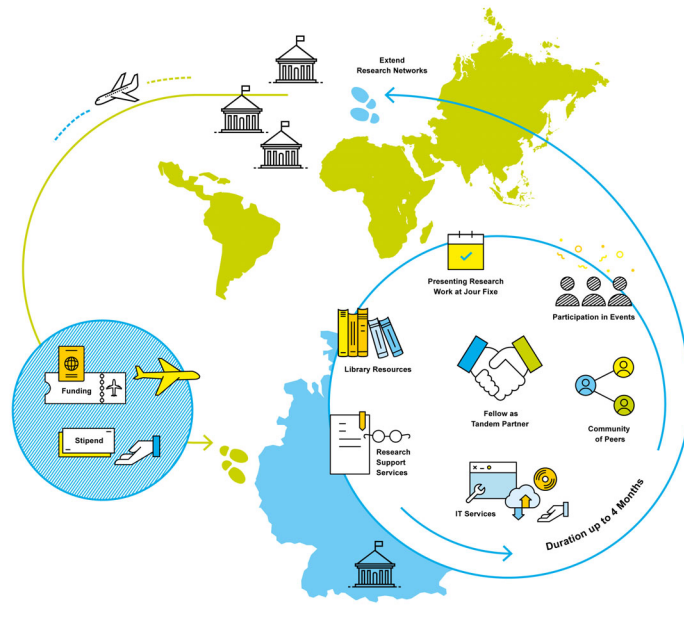 Extend
Research Networks
Presenting Research
Work at Jour Fixe
Participation in Events
Library Resources
Funding
Fellow as
Tandem Partner
Community
of Peers
Stipend
Research
Support
Services
IT Services
Duration up to 4 Months